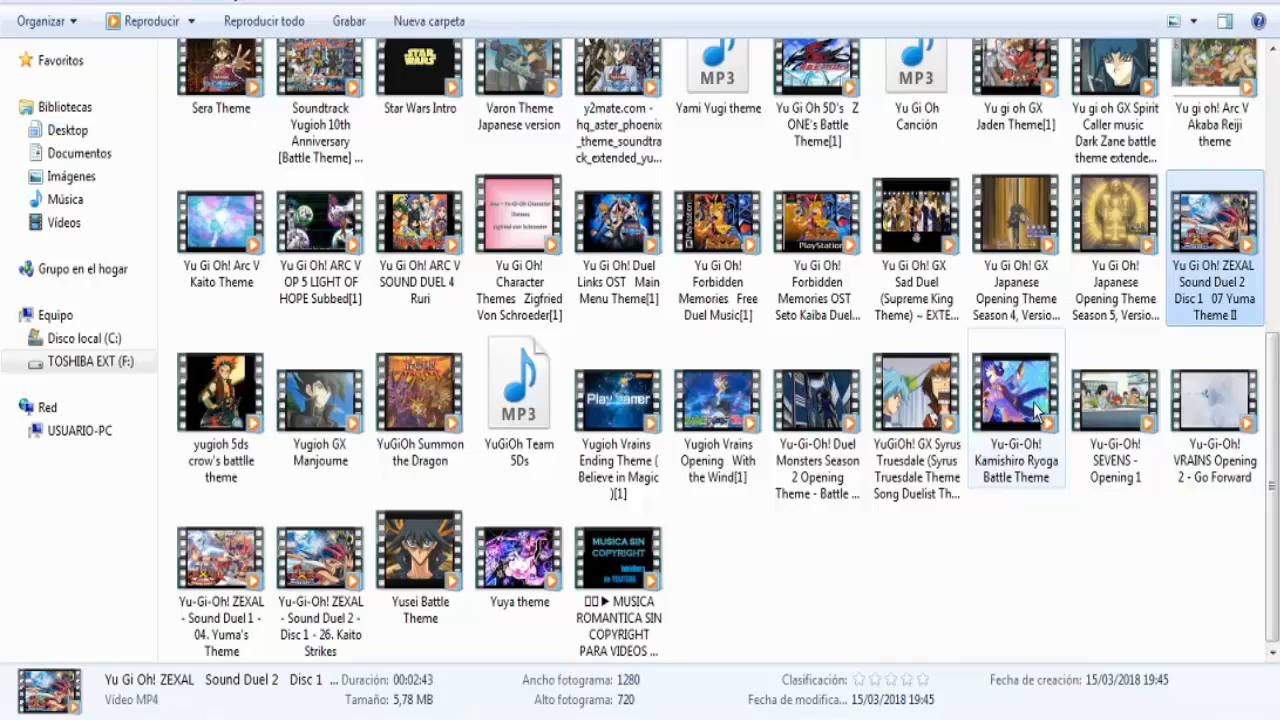 Organizar Reproducir Reproducir todo Grabar Nueva carpeta
Favoritos
Bibliotecas
Desktop
Documentos
Imágenes
Música
Vídeos
Grupo en el hogar
Equipo
Disco local (C:)
TOSHIBA EXT (F:)
Red
USUARIO-PC
STAR
WARS
MP3
MP3
Sera Theme
Soundtrack
Yugioh 10th
Anniversary
[Battle Theme] ...
Star Wars Intro
Varon Theme
Japanese version
y2mate.com -
hq_aster_phoenix
_theme_soundtra
ck_extended_yu...
Yami Yugi theme
Yu Gi Oh 5D's Z
ONE's Battle
Theme[1]
Yu Gi Oh
Canción
Yu gi oh GX
Jaden Theme[1]
Yu gi oh GX Spirit
Caller music
Dark Zane battle
theme extende...
Yu gi oh! Arc V
Akaba Reiji
theme
PlayStation
PlayStation
Yu Gi Oh! Arc V
Kaito Theme
Yu Gi Oh! ARC V
OP 5 LIGHT OF
HOPE Subbed[1]
Yu Gi Oh! ARC V
SOUND DUEL 4
Ruri
Yu Gi Oh!
Character
Themes Zigfried
Von Schroeder[1]
Yu Gi Oh! Duel
Links OST Main
Menu Theme[1]
Yu Gi Oh!
Forbidden
Memories Free
Duel Music[1]
Yu Gi Oh!
Forbidden
Memories OST
Seto Kaiba Duel...
Yu Gi Oh! GX
Sad Duel
(Supreme King
Theme) ~ EXTE...
Yu Gi Oh! GX
Japanese
Opening Theme
Season 4, Versio...
Yu Gi Oh!
Japanese
Opening Theme
Season 5, Versio...
Yu Gi Oh! ZEXAL
Sound Duel 2
Disc 1 07 Yuma
Theme II
MP3
Play gamer
yugioh 5ds
crow's battlle
theme
Yugioh GX
Manjoume
YuGiOh Summon
the Dragon
YuGiOh Team
5Ds
Yugioh Vrains
Ending Theme (
Believe in Magic
)[1]
Yugioh Vrains
Opening With
the Wind[1]
Yu-Gi-Oh! Duel
Monsters Season
2 Opening
Theme - Battle ...
YuGiOh! GX Syrus
Truesdale (Syrus
Truesdale Theme
Song Duelist Th...
Yu-Gi-Oh!
Kamishiro Ryoga
Battle Theme
Yu-Gi-Oh!
SEVENS -
Opening 1
Yu-Gi-Oh!
VRAINS Opening
2 - Go Forward
MUSICA SIN
COPYRIGHT
Yu-Gi-Oh! ZEXAL
- Sound Duel 1 -
04. Yuma's
Theme
Yu-Gi-Oh! ZEXAL
- Sound Duel 2 -
Disc 1 - 26. Kaito
Strikes
Yusei Battle
Theme
Yuya theme
▯▯ ▶ MUSICA
ROMANTICA SIN
COPYRIGHT
PARA VIDEOS ...
Yu Gi Oh! ZEXAL Sound Duel 2 Disc 1 ... Duración: 00:02:43 Ancho fotograma: 1280 Clasificación: Fecha de creación: 15/03/2018 19:45
Vídeo MP4 Tamaño: 5,78 MB Alto fotograma: 720 Fecha de modifica... 15/03/2018 19:45